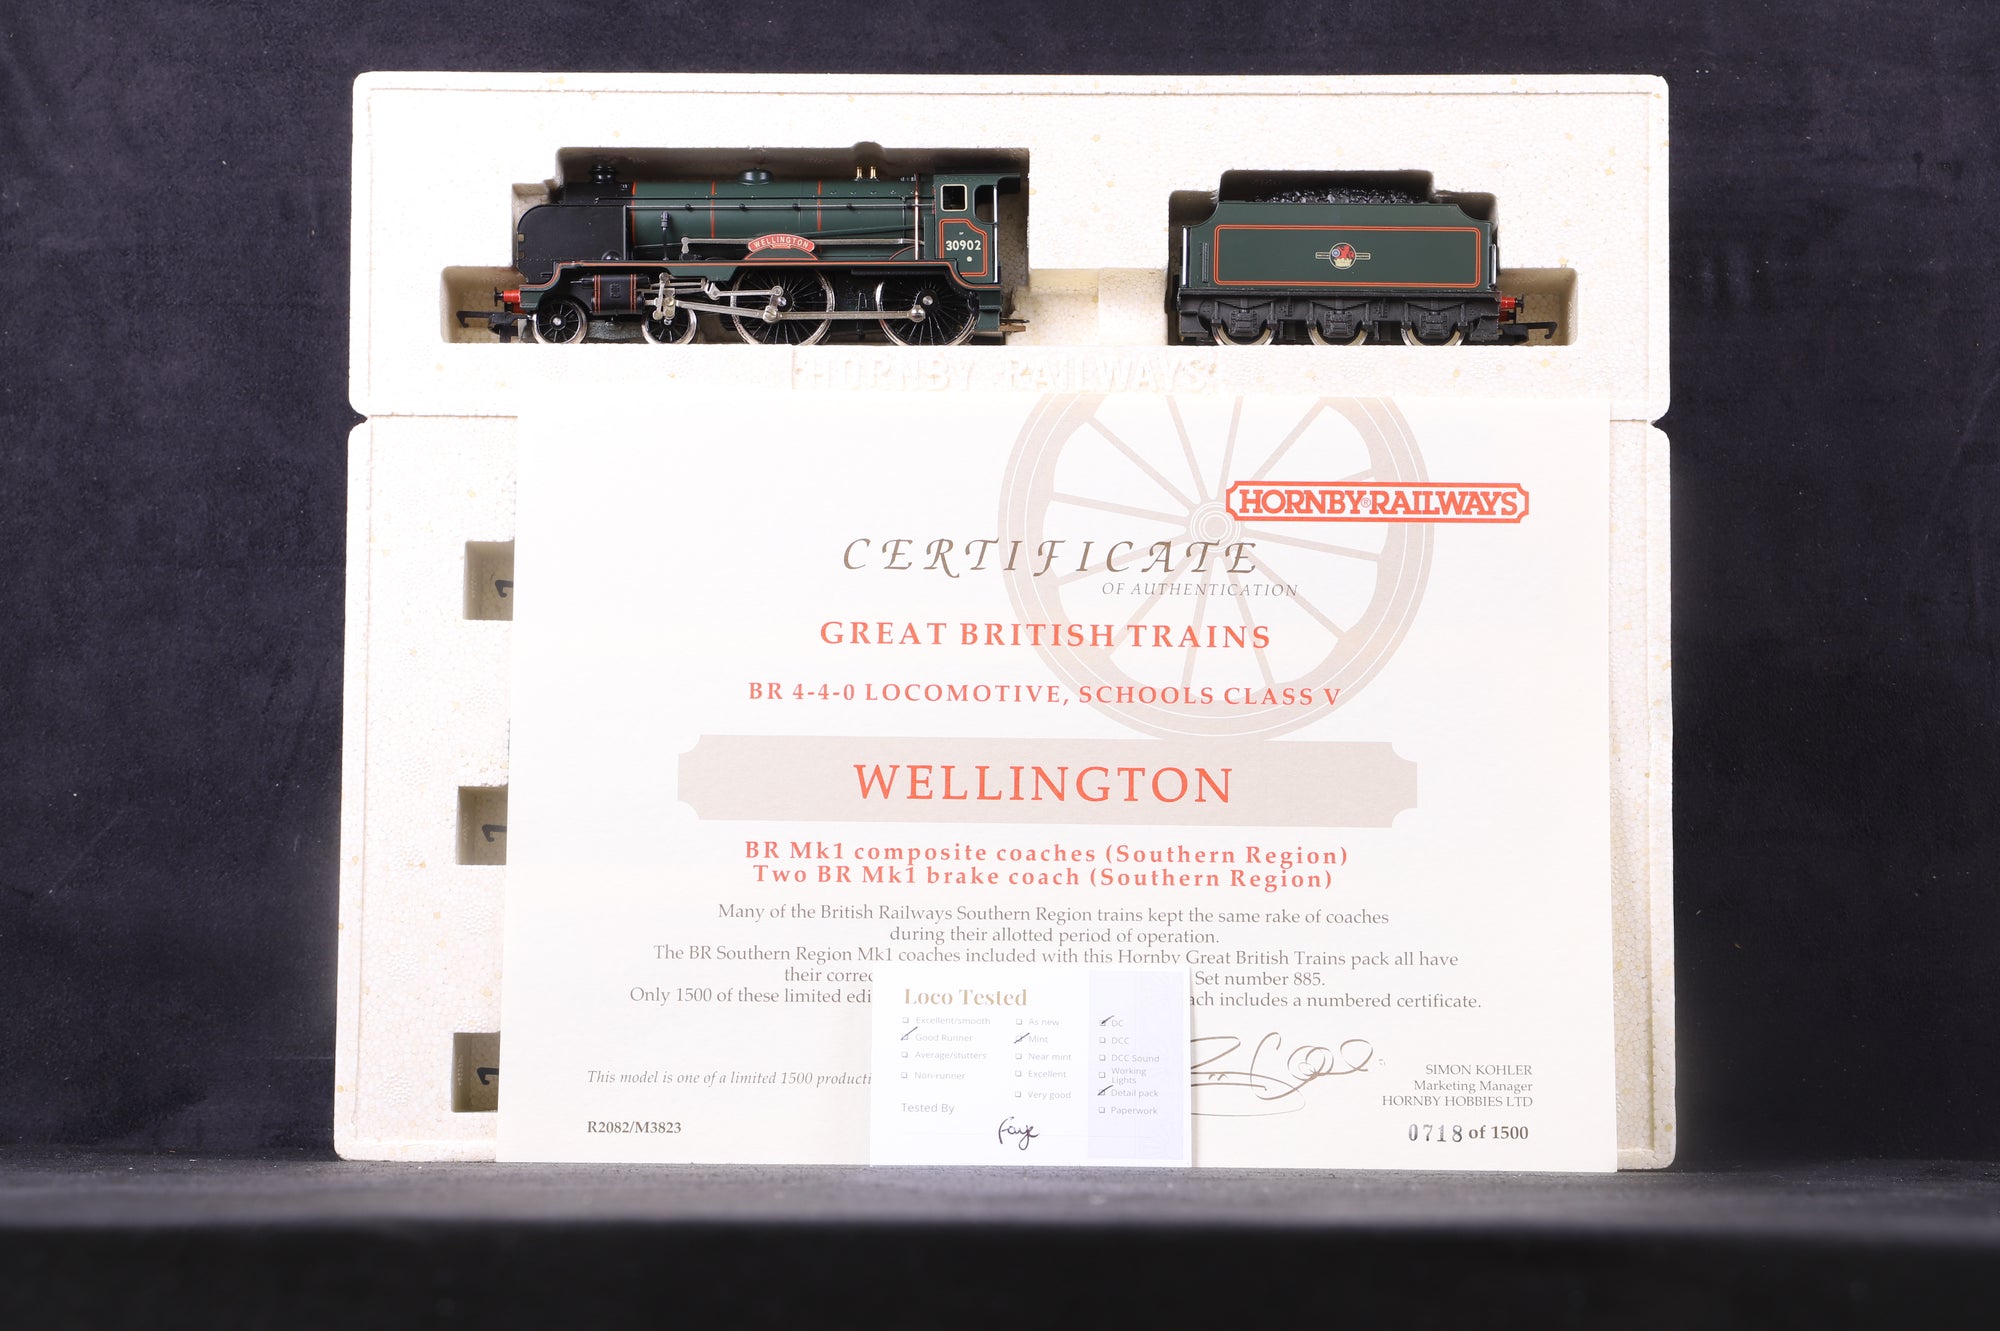 WELLINGTON
30902
HORNBY RAILWAYS
HORNBY® RAILWAYS
CERTIFICATE
OF AUTHENTICATION
GREAT BRITISH TRAINS
BR 4-4-0 LOCOMOTIVE, SCHOOLS CLASS V
WELLINGTON
BR Mk1 composite coaches (Southern Region)
Two BR Mk1 brake coach (Southern Region)
Many of the British Railways Southern Region trains kept the same rake of coaches
during their allotted period of operation.
The BR Southern Region Mk1 coaches included with this Hornby Great British Trains pack all have
their correc Set number 885.
Only 1500 of these limited edi ach includes a numbered certificate.
This model is one of a limited 1500 producti
SIMON KOHLER
Marketing Manager
HORNBY HOBBIES LTD
R2082/M3823
0718 of 1500
Loco Tested
Excellent/smooth
Good Runner
Average/stutters
Non-runner
As new
Mint
Near mint
Excellent
Very good
DC
DCC
DCC Sound
Working
Lights
Detail pack
Paperwork
Tested By
Faye